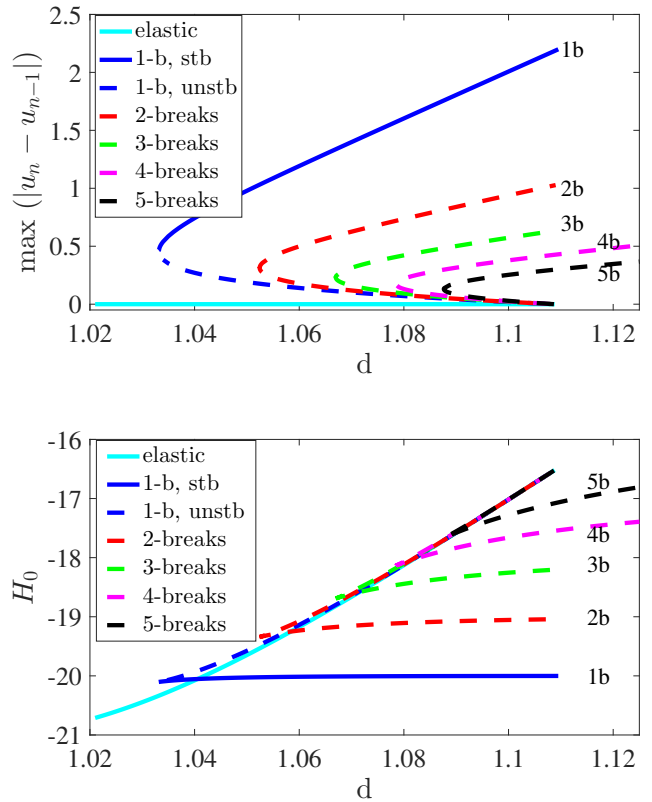 max (|uₙ − uₙ₋₁|)
2.5
2
1.5
1
0.5
0
elastic
1-b, stb
1-b, unstb
2-breaks
3-breaks
4-breaks
5-breaks
1b
2b
3b
4b
5b
1.02 1.04 1.06 1.08 1.1 1.12
d
H₀
-16
-17
-18
-19
-20
-21
elastic
1-b, stb
1-b, unstb
2-breaks
3-breaks
4-breaks
5-breaks
5b
4b
3b
2b
1b
1.02 1.04 1.06 1.08 1.1 1.12
d